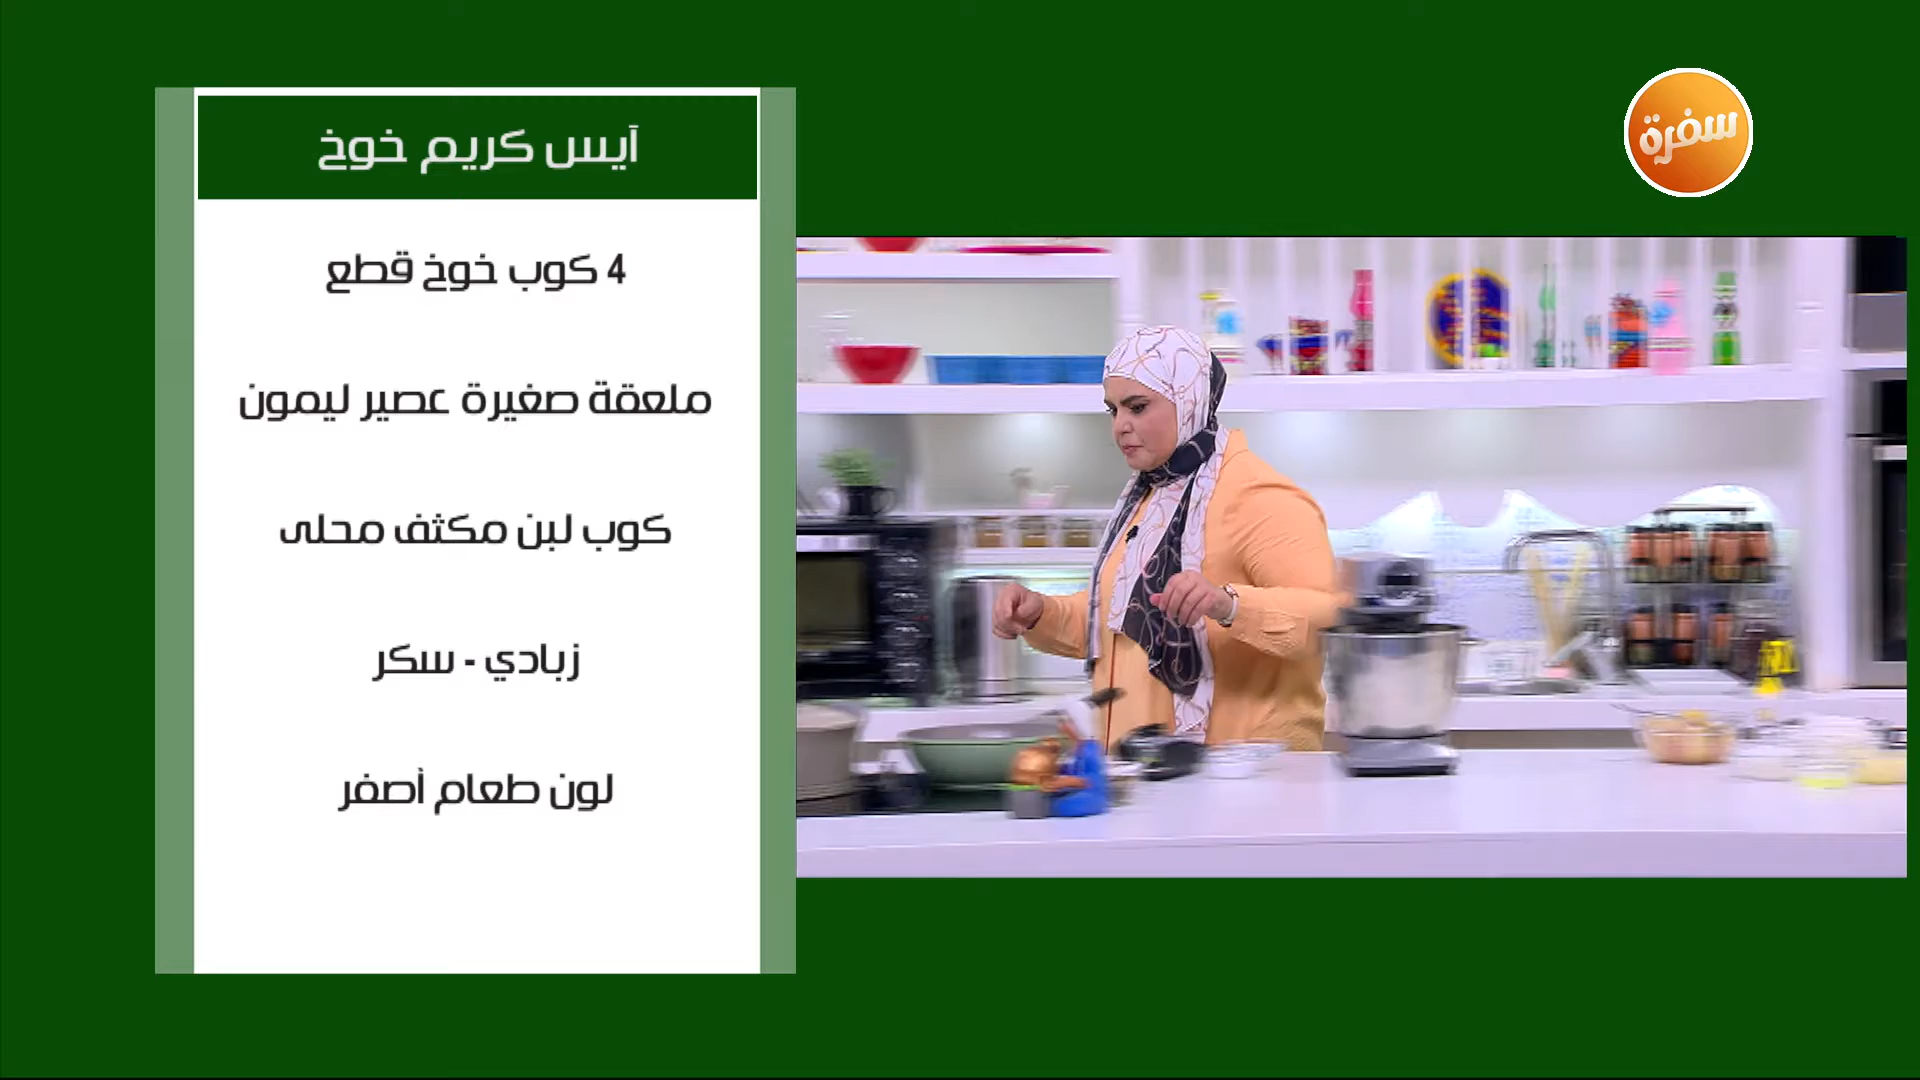 آيس كريم خوخ
4 كوب خوخ قطع
ملعقة صغيرة عصير ليمون
كوب لبن مكثف محلى
زبادي - سكر
لون طعام أصفر
سفرة